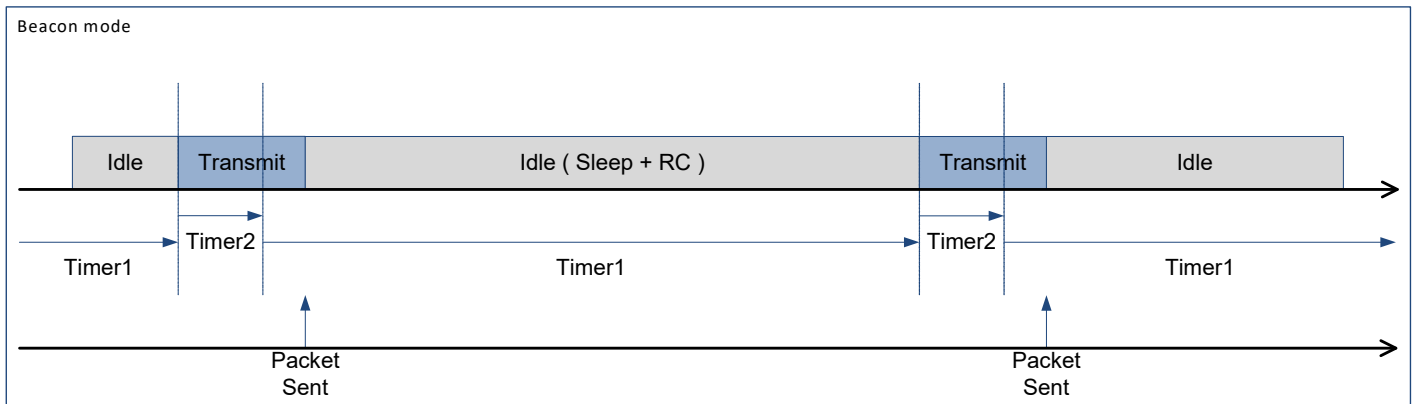 Beacon mode
Idle
Transmit
Idle ( Sleep + RC )
Transmit
Idle
Timer2
Timer2
Timer1
Timer1
Timer1
Packet
Sent
Packet
Sent